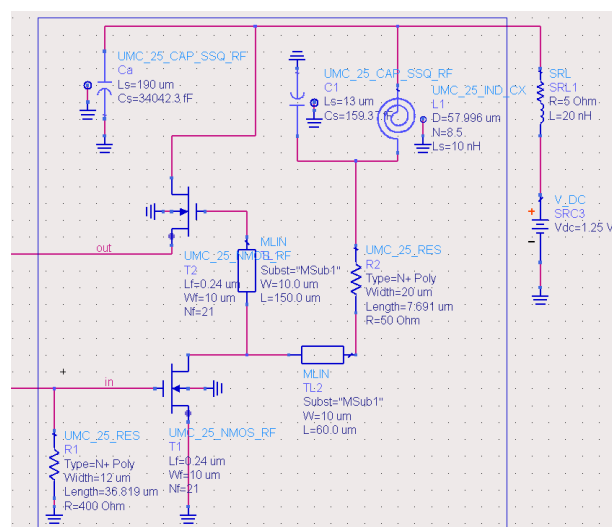 UMC_25_CAP_SSQ_RF
Ca
Ls=190 um
Cs=34042.3 fF
UMC_25_CAP_SSQ_RF
C1
Ls=13 um
Cs=159.37 fF
UMC_25_IND_CX
L1
D=57.996 um
N=8.5
Ls=10 nH
SRL
SRL1
R=5 Ohm
L=20 nH
V_DC
SRC3
Vdc=1.25 V
+
-
out
UMC_25_NMOS_RF
T2
Lf=0.24 um
Wf=10 um
Nf=21
MLIN
Subst="MSub1"
W=10.0 um
L=150.0 um
UMC_25_RES
R2
Type=N+ Poly
Width=20 um
Length=7.691 um
R=50 Ohm
MLIN
TL2
Subst="MSub1"
W=10 um
L=60.0 um
in
UMC_25_RES
R1
Type=N+ Poly
Width=12 um
Length=36.819 um
R=400 Ohm
UMC_25_NMOS_RF
T1
Lf=0.24 um
Wf=10 um
Nf=21